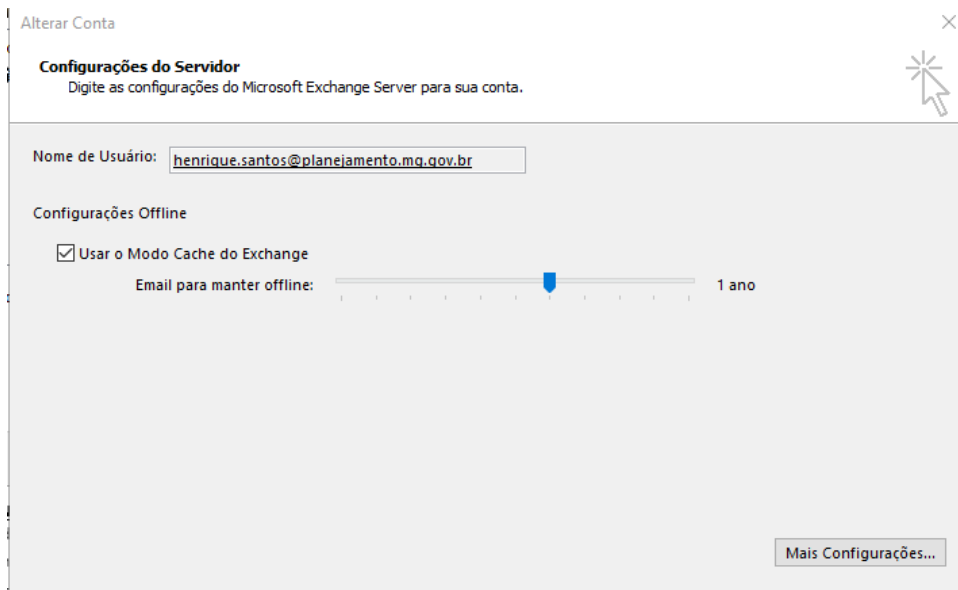 Alterar Conta
Configurações do Servidor
Digite as configurações do Microsoft Exchange Server para sua conta.
Nome de Usuário: henrique.santos@planejamento.mg.gov.br
Configurações Offline
Usar o Modo Cache do Exchange
Email para manter offline: 1 ano
Mais Configurações...